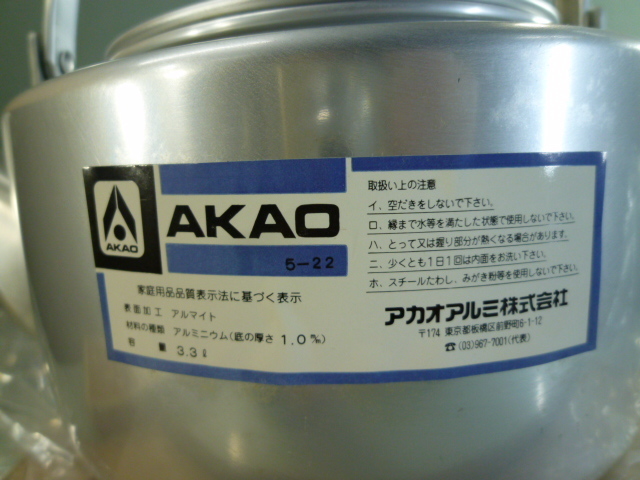 AKAO
AKAO
5-22
家庭用品品質表示法に基づく表示
表面加工 アルマイト
材料の種類 アルミニウム(底の厚さ 1.0㎜)
容量 3.3ℓ
取扱い上の注意
イ、空だきをしないで下さい。
ロ、縁まで水等を満たした状態で使用しないで下さい。
ハ、とって又は握り部分が熱くなる場合があります。
ニ、少くとも1日1回は内面をお洗い下さい。
ホ、スチールたわし、みがき粉等を使用しないで下さい。
アカオアルミ株式会社
〒174 東京都板橋区前野町6-1-12
☎(03)967-7001(代表)